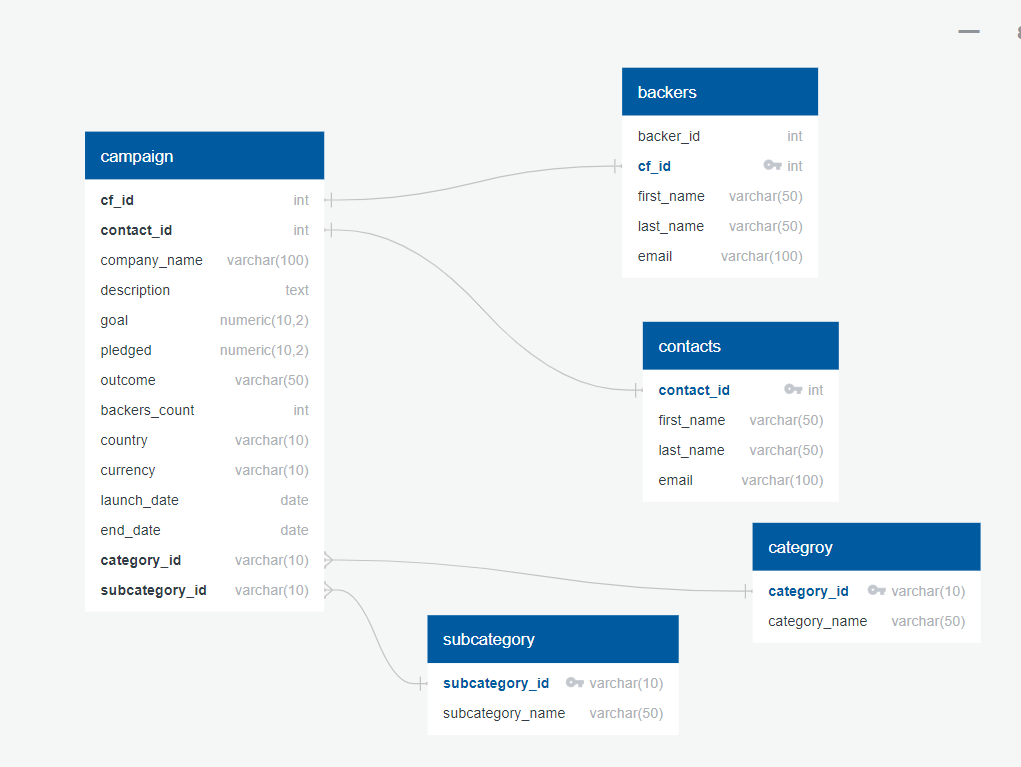 campaign
cf_id int
contact_id int
company_name varchar(100)
description text
goal numeric(10,2)
pledged numeric(10,2)
outcome varchar(50)
backers_count int
country varchar(10)
currency varchar(10)
launch_date date
end_date date
category_id varchar(10)
subcategory_id varchar(10)
backers
backer_id int
cf_id int
first_name varchar(50)
last_name varchar(50)
email varchar(100)
contacts
contact_id int
first_name varchar(50)
last_name varchar(50)
email varchar(100)
categroy
category_id varchar(10)
category_name varchar(50)
subcategory
subcategory_id varchar(10)
subcategory_name varchar(50)